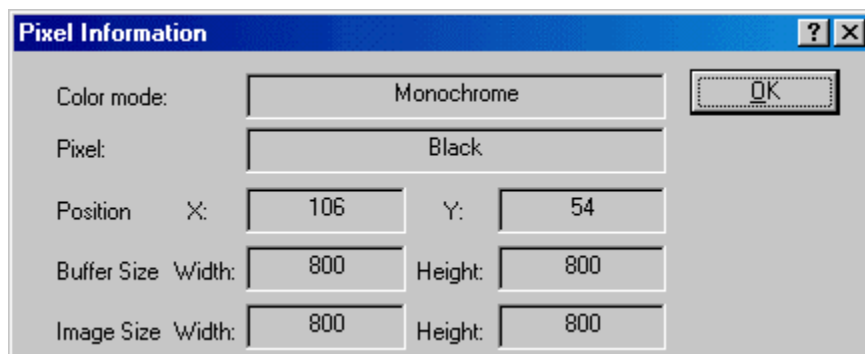 Pixel Information
Color mode: Monochrome OK
Pixel: Black
Position X: 106 Y: 54
Buffer Size Width: 800 Height: 800
Image Size Width: 800 Height: 800